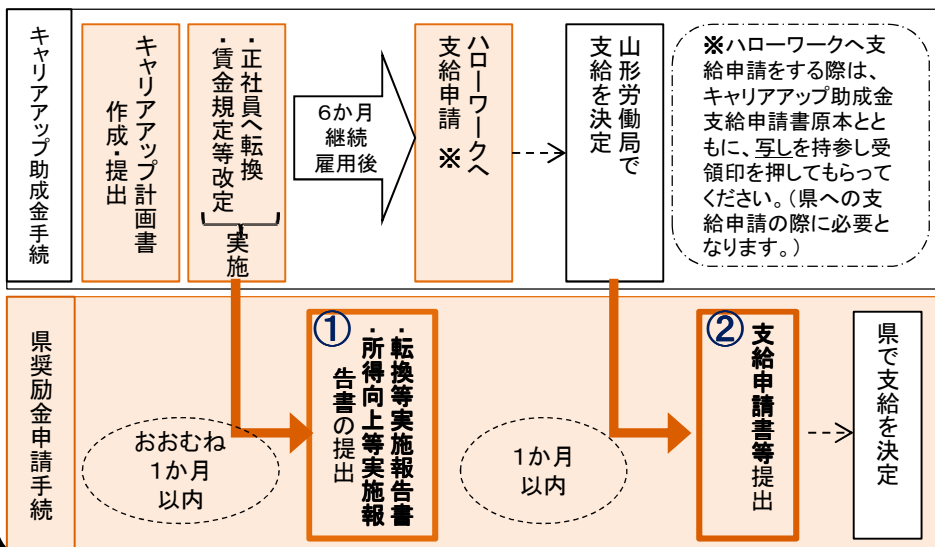 キャリアアップ助成金手続
キャリアアップ計画書
作成・提出
・正社員へ転換
・賃金規定等改定
実施
6か月
継続
雇用後
ハローワークへ
支給申請 ※
山形労働局で
支給を決定
※ハローワークへ支
給申請をする際は、
キャリアアップ助成金
支給申請書原本とと
もに、写しを持参し受
領印を押してもらって
ください。(県への支
給申請の際に必要と
なります。)
県奨励金申請手続
おおむね
1か月
以内
①
・転換等実施報告書
・所得向上等実施報
告書の提出
1か月
以内
②
支給申請書等提出
県で支給を決定